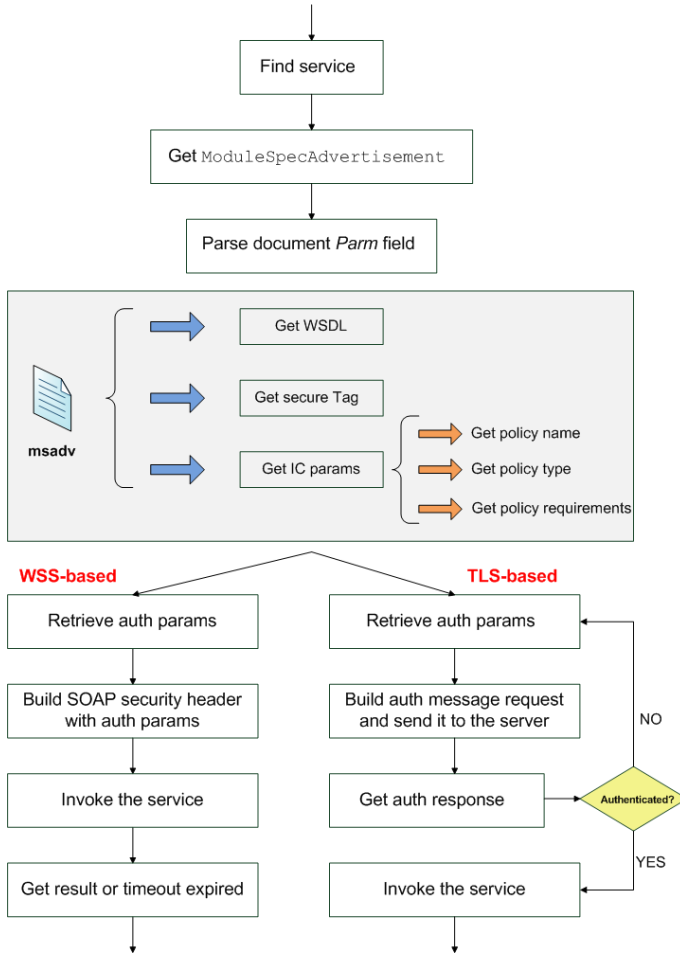 Find service
Get ModuleSpecAdvertisement
Parse document Parm field
Get WSDL
Get secure Tag
msadv
Get IC params
Get policy name
Get policy type
Get policy requirements
WSS-based
Retrieve auth params
Build SOAP security header
with auth params
Invoke the service
Get result or timeout expired
TLS-based
Retrieve auth params
Build auth message request
and send it to the server
Get auth response
Authenticated?
NO
YES
Invoke the service